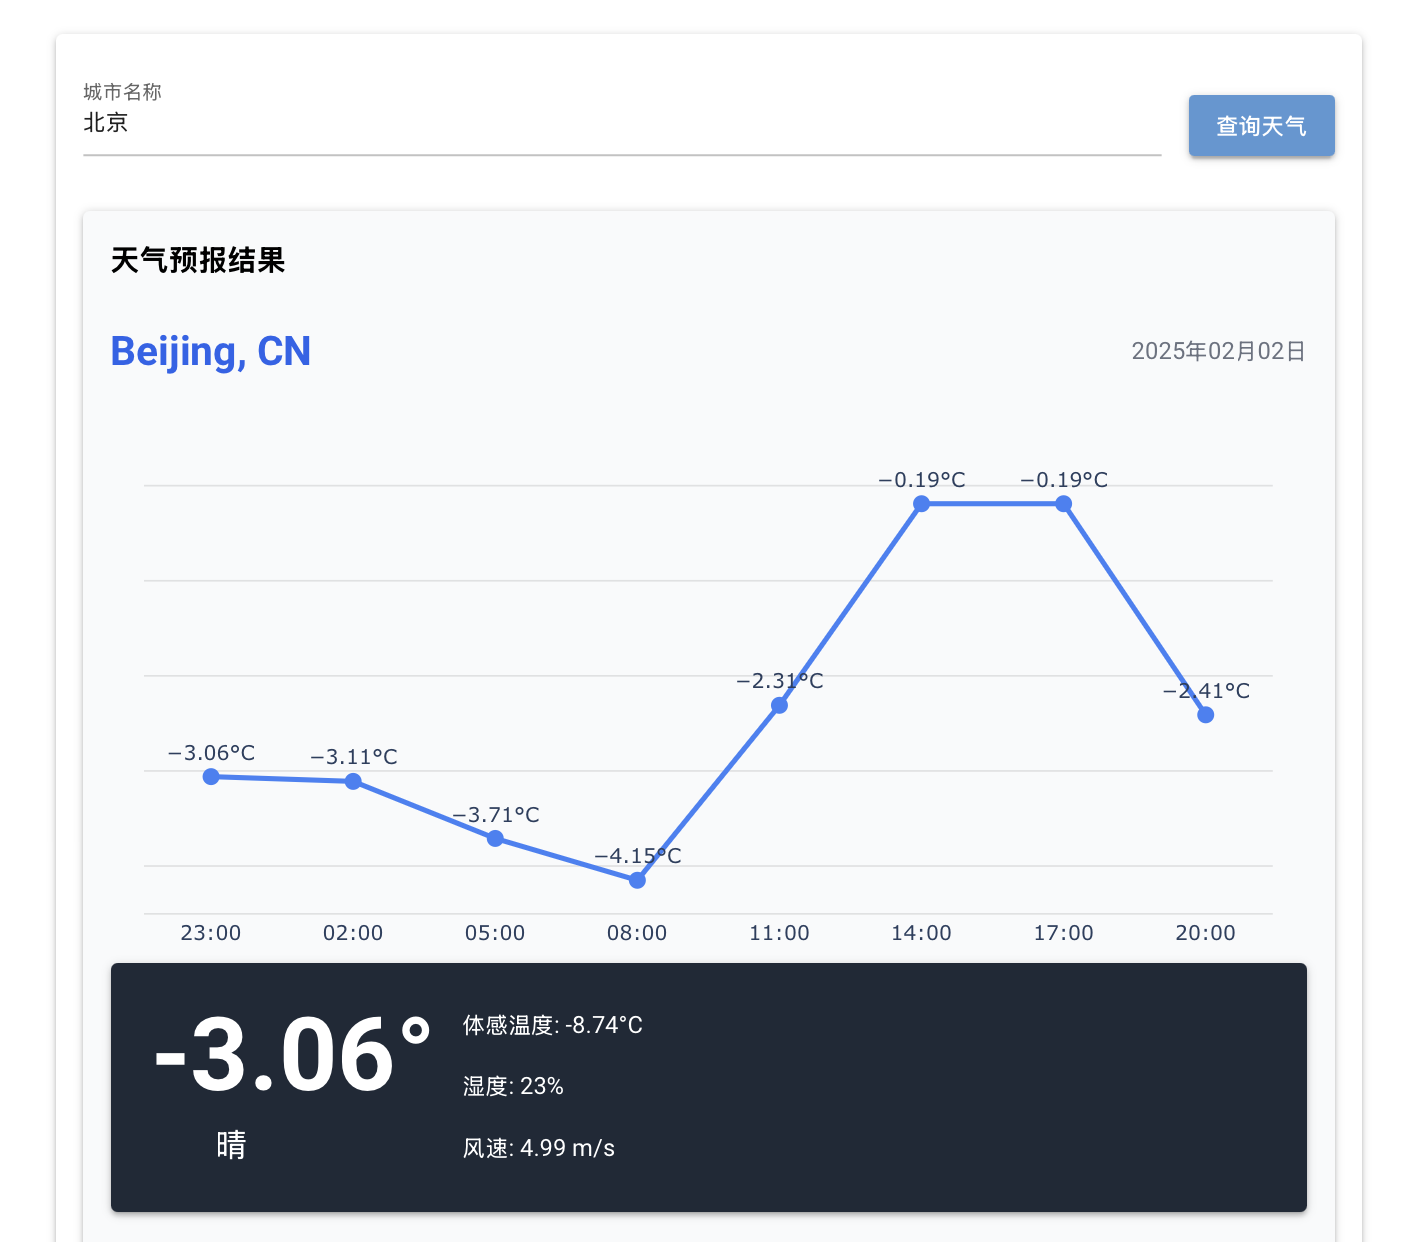 城市名称
北京
查询天气
天气预报结果
Beijing, CN
2025年02月02日
−0.19°C −0.19°C
−2.31°C
−2.41°C
−3.06°C
−3.11°C
−3.71°C
−4.15°C
23:00 02:00 05:00 08:00 11:00 14:00 17:00 20:00
-3.06°
晴
体感温度: -8.74°C
湿度: 23%
风速: 4.99 m/s